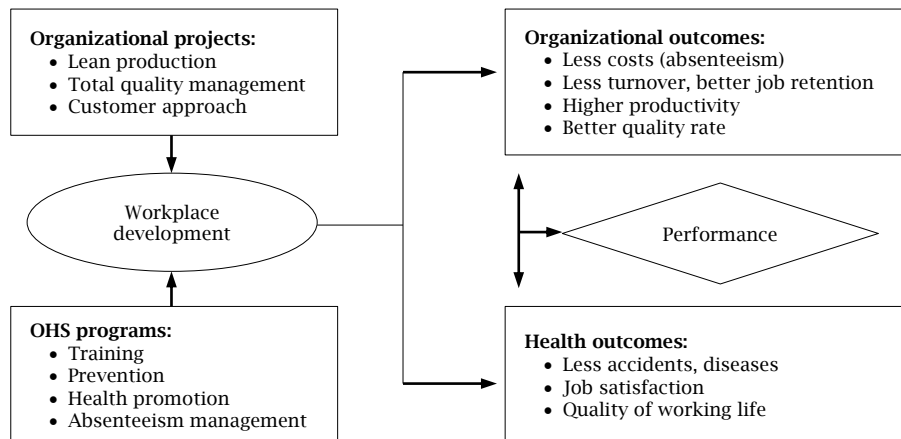 Organizational projects:
• Lean production
• Total quality management
• Customer approach
Workplace
development
OHS programs:
• Training
• Prevention
• Health promotion
• Absenteeism management
Organizational outcomes:
• Less costs (absenteeism)
• Less turnover, better job retention
• Higher productivity
• Better quality rate
Performance
Health outcomes:
• Less accidents, diseases
• Job satisfaction
• Quality of working life